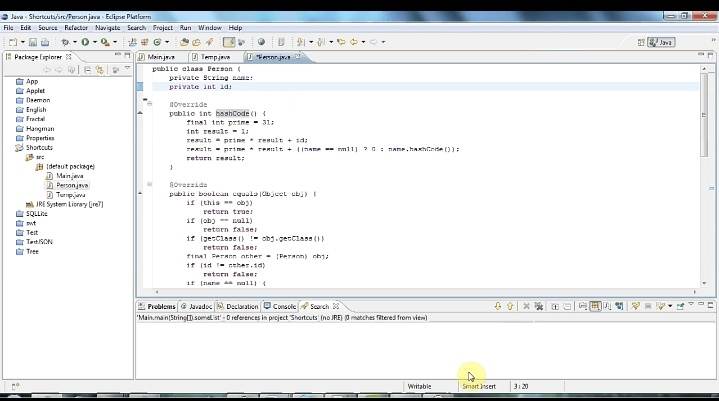 Java - Shortcuts/src/Person.java - Eclipse Platform
File Edit Source Refactor Navigate Search Project Run Window Help
Java
Package Explorer
Main.java Temp.java *Person.java
App
Applet
Daemon
English
Fractal
Hangman
Properties
Shortcuts
src
(default package)
Main.java
Person.java
Temp.java
JRE System Library [jre7]
SQLLite
swt
Test
TestJSON
Tree
public class Person {
private String name;
private int id;
@Override
public int hashCode() {
final int prime = 31;
int result = 1;
result = prime * result + id;
result = prime * result + ((name == null) ? 0 : name.hashCode());
return result;
}
@Override
public boolean equals(Object obj) {
if (this == obj)
return true;
if (obj == null)
return false;
if (getClass() != obj.getClass())
return false;
final Person other = (Person) obj;
if (id != other.id)
return false;
if (name == null) {
Problems @ Javadoc Declaration Console Search
'Main.main(String[]).someList' - 0 references in project 'Shortcuts' (no JRE) (0 matches filtered from view)
Writable Smart Insert 3 : 20